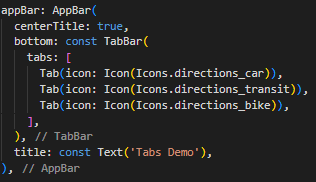 appBar: AppBar(
  centerTitle: true,
  bottom: const TabBar(
    tabs: [
      Tab(icon: Icon(Icons.directions_car)),
      Tab(icon: Icon(Icons.directions_transit)),
      Tab(icon: Icon(Icons.directions_bike)),
    ],
  ), // TabBar
  title: const Text('Tabs Demo'),
), // AppBar